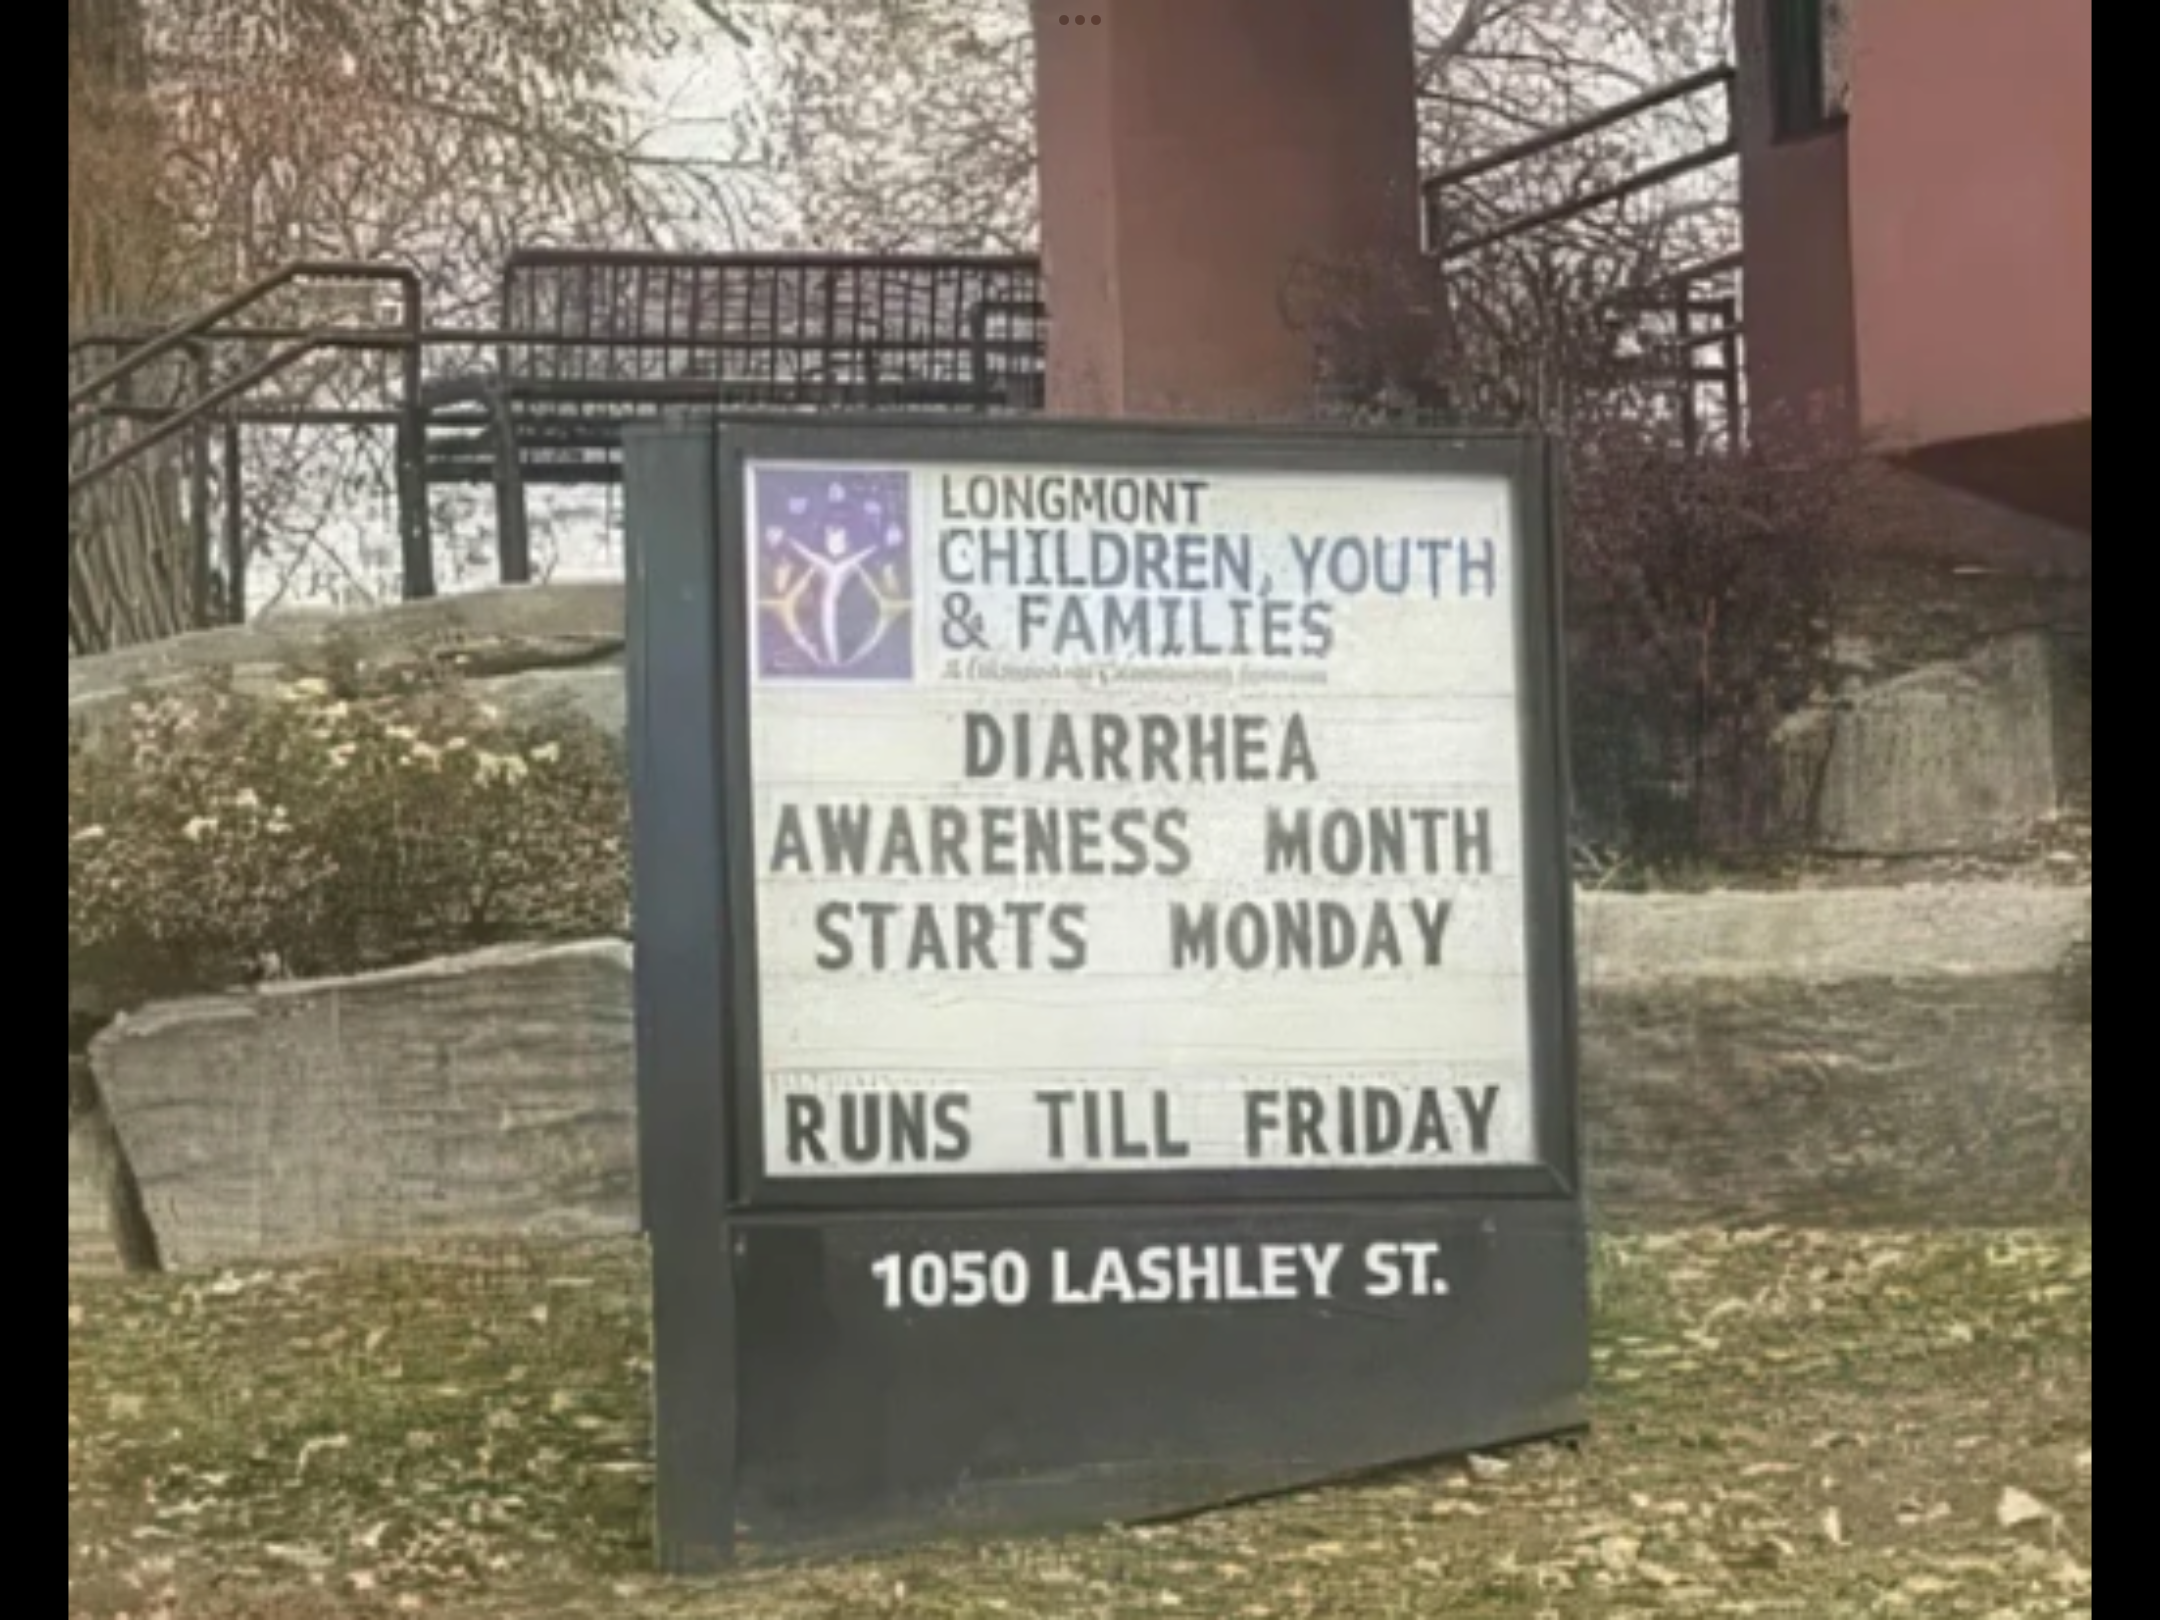 LONGMONT
CHILDREN, YOUTH
& FAMILIES
DIARRHEA
AWARENESS MONTH
STARTS MONDAY
RUNS TILL FRIDAY
1050 LASHLEY ST.